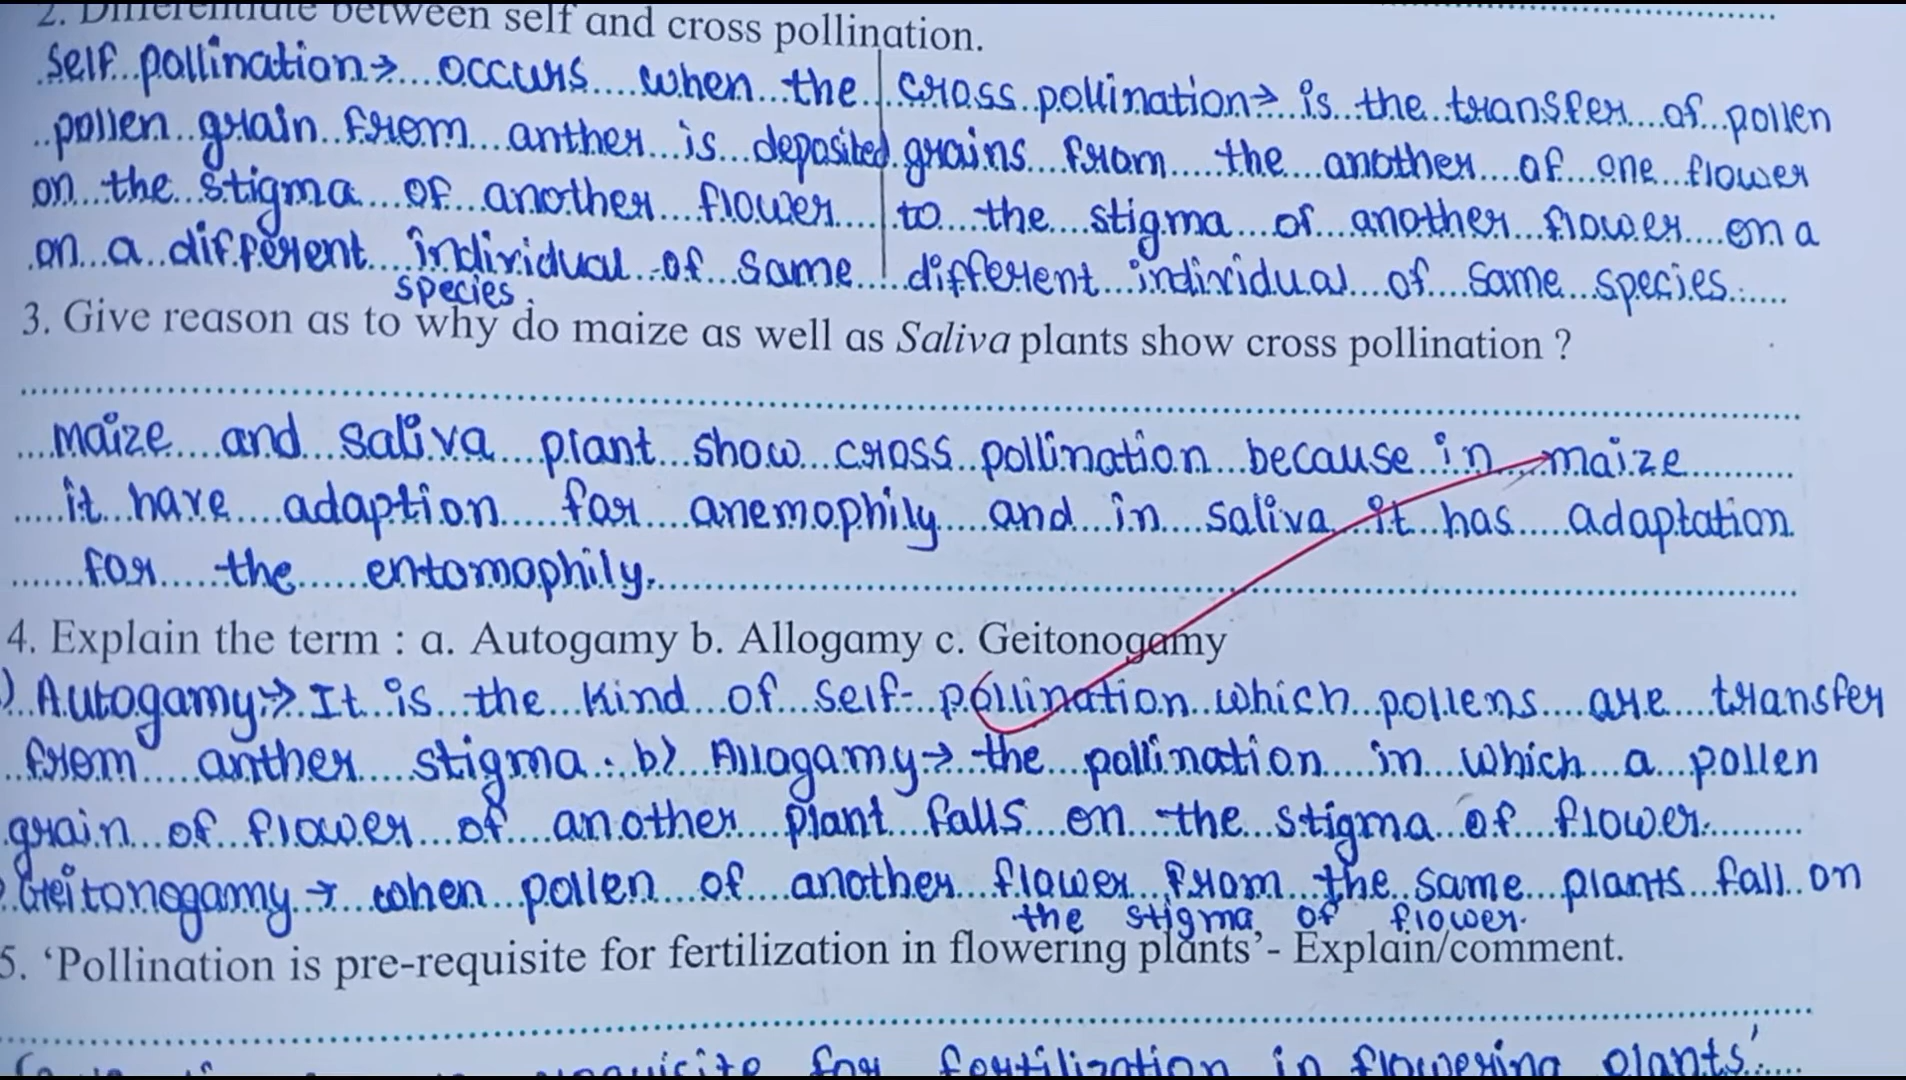 2. Differentiate between self and cross pollination.
Self pollination→ occurs when the
pollen grain from anther is deposited
on the stigma of another flower
on a different individual of same
species.
cross pollination→ is the transfer of pollen
grains from the another of one flower
to the stigma of another flower on a
different individual of same species.
3. Give reason as to why do maize as well as Saliva plants show cross pollination ?
maize and saliva plant show cross pollination because in maize
it have adaption for anemophily and in saliva it has adaptation
for the entomophily.
4. Explain the term : a. Autogamy b. Allogamy c. Geitonogamy
) Autogamy→ It is the kind of self-pollination which pollens are transfer
from anther stigma. b) Allogamy→ the pollination in which a pollen
grain of flower of another plant falls on the stigma of flower.
Geitonogamy→ when pollen of another flower from the same plants fall on
the stigma of flower.
5. ‘Pollination is pre-requisite for fertilization in flowering plants’- Explain/comment.
for fertilization in flowering plants'